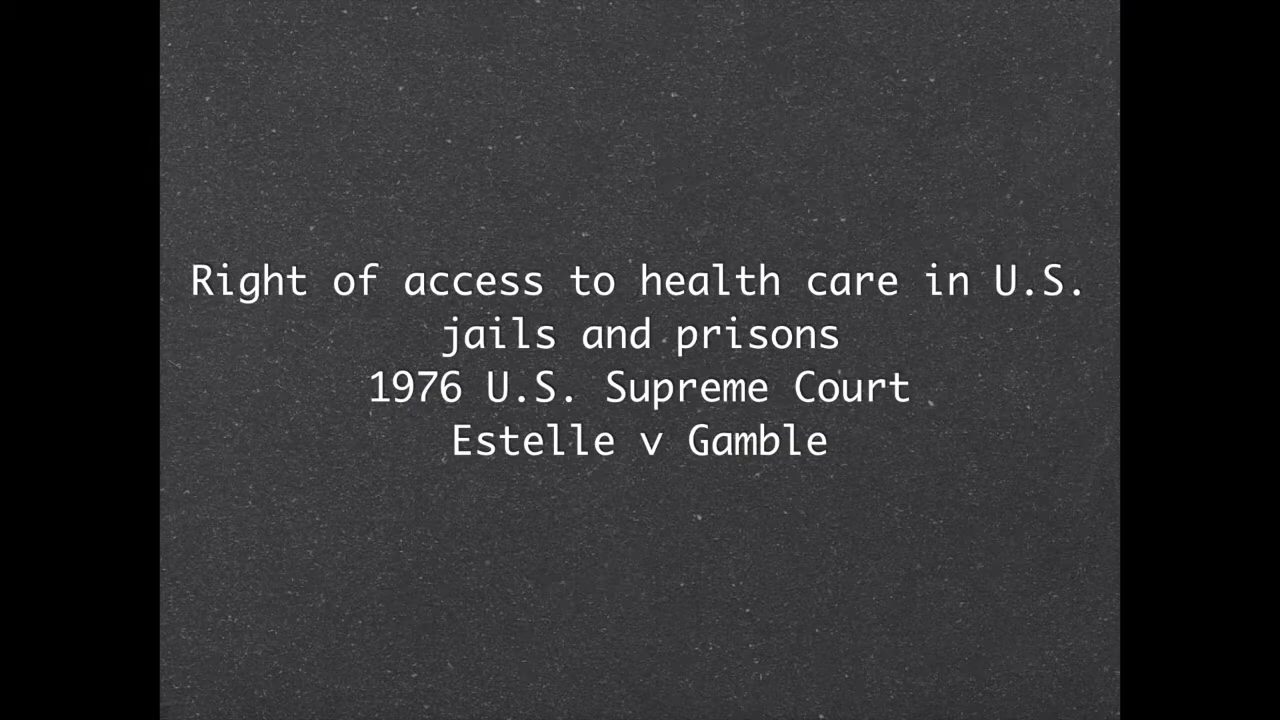 Right of access to health care in U.S.
jails and prisons
1976 U.S. Supreme Court
Estelle v Gamble